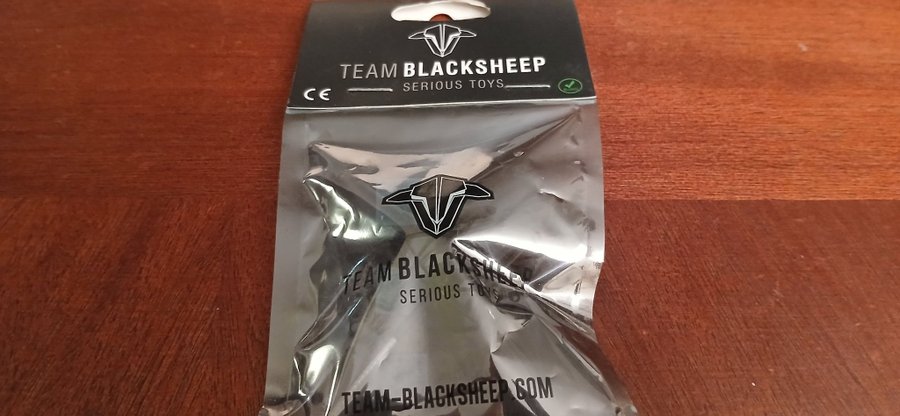 TEAM BLACKSHEEP
SERIOUS TOYS
CE
TEAM BLACKSHEEP
SERIOUS TOYS
TEAM-BLACKSHEEP.COM